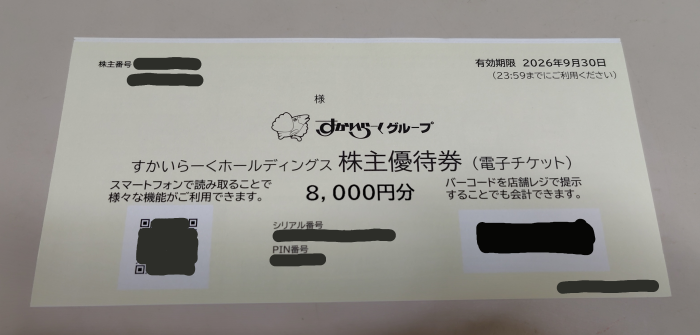 株主番号
有効期限 2026年9月30日
(23:59までにご利用ください)
様
すかいらーくグループ
すかいらーくホールディングス 株主優待券(電子チケット)
スマートフォンで読み取ることで
様々な機能がご利用できます。
8,000円分
バーコードを店舗レジで提示
することでも会計できます。
シリアル番号
PIN番号